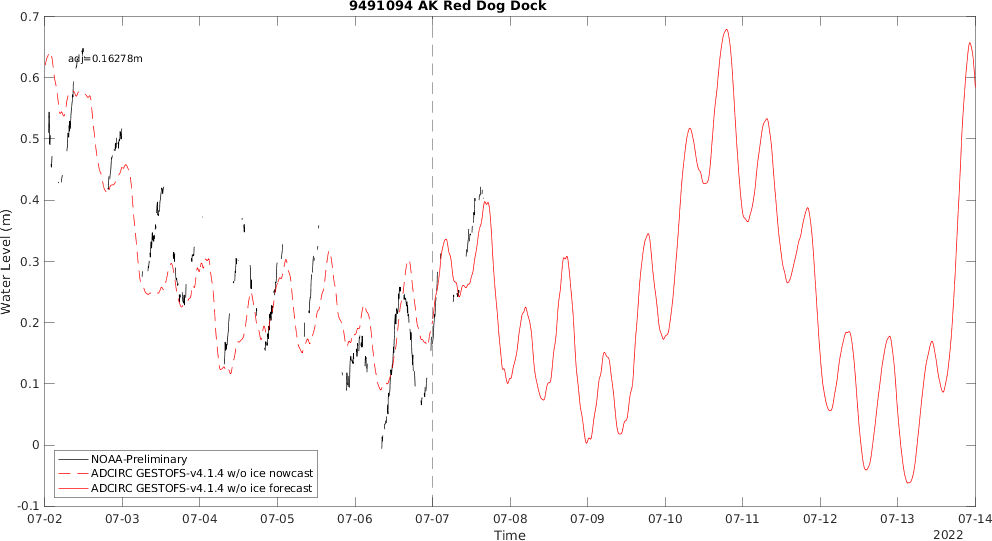 9491094 AK Red Dog Dock
0.7
0.6
0.5
0.4
0.3
0.2
0.1
0
-0.1
Water Level (m)
adj=0.16278m
NOAA-Preliminary
ADCIRC GESTOFS-v4.1.4 w/o ice nowcast
ADCIRC GESTOFS-v4.1.4 w/o ice forecast
07-02 07-03 07-04 07-05 07-06 07-07 07-08 07-09 07-10 07-11 07-12 07-13 07-14
Time
2022